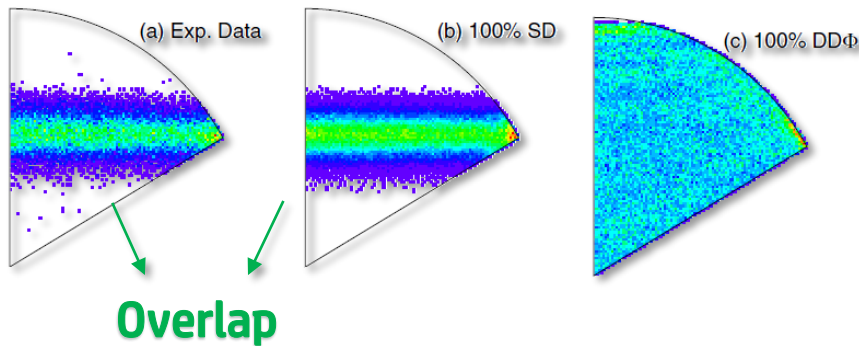 (a) Exp. Data
(b) 100% SD
(c) 100% DDΦ
Overlap